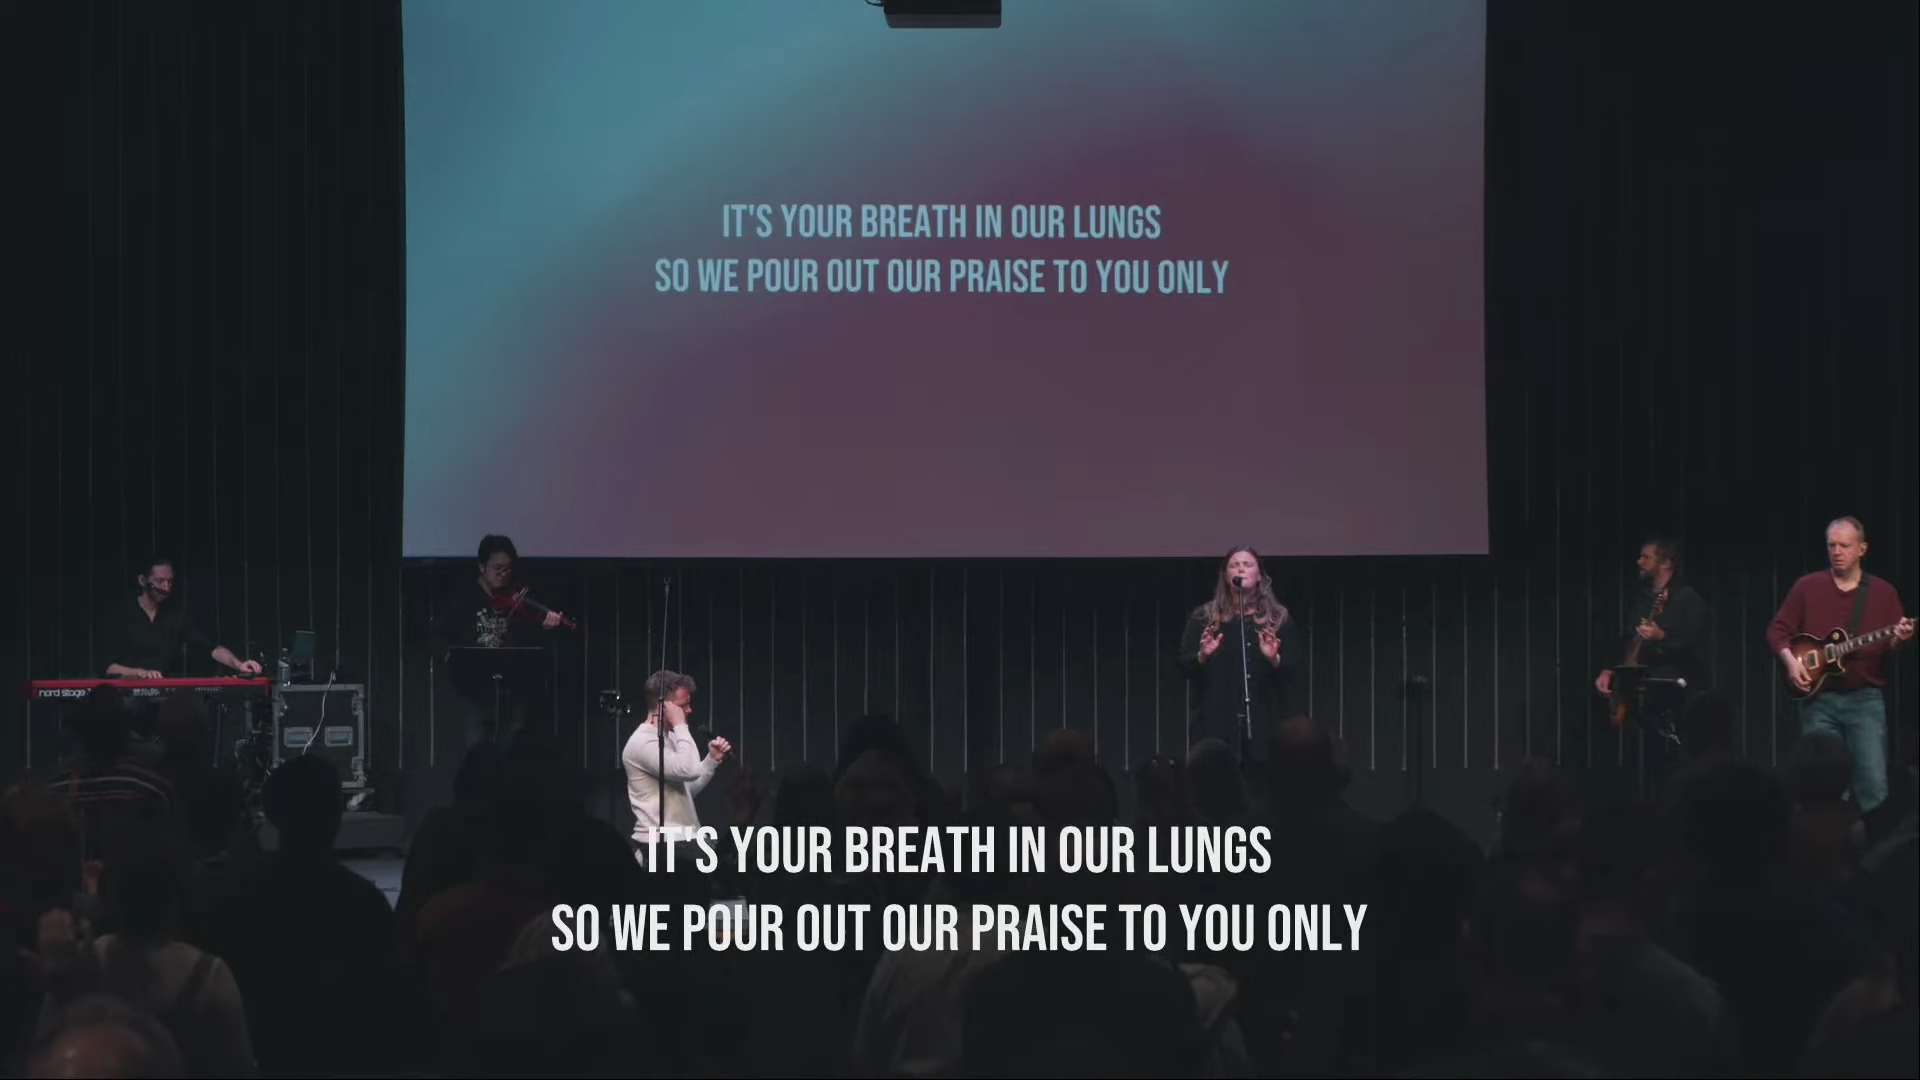 IT'S YOUR BREATH IN OUR LUNGS
SO WE POUR OUT OUR PRAISE TO YOU ONLY
nord stage
IT'S YOUR BREATH IN OUR LUNGS
SO WE POUR OUT OUR PRAISE TO YOU ONLY